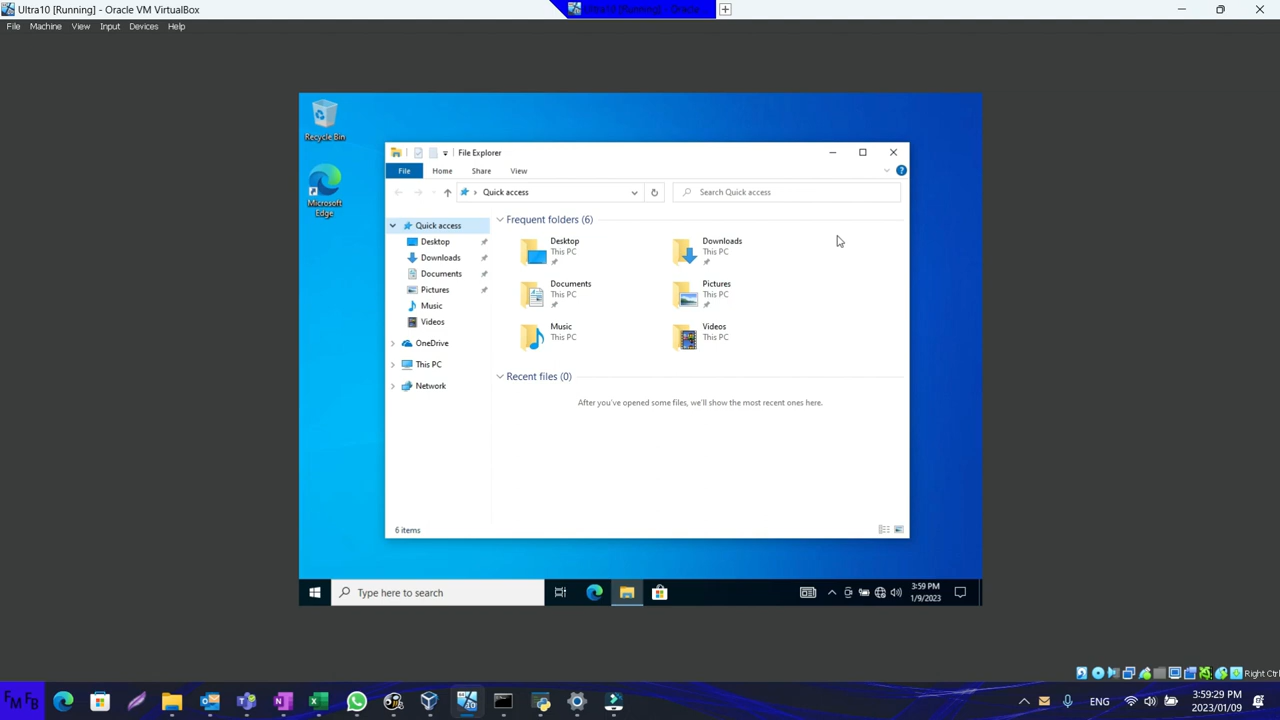 Ultra10 [Running] - Oracle VM VirtualBox
Ultra10 [Running] - Oracle
File Machine View Input Devices Help
Recycle Bin
Microsoft
Edge
File Explorer
File Home Share View
Quick access
Search Quick access
Quick access
Desktop
Downloads
Documents
Pictures
Music
Videos
OneDrive
This PC
Network
Frequent folders (6)
Desktop
This PC
Downloads
This PC
Documents
This PC
Pictures
This PC
Music
This PC
Videos
This PC
Recent files (0)
After you've opened some files, we'll show the most recent ones here.
6 items
Type here to search
3:59 PM
1/9/2023
Right Ctrl
FM FB
ENG
3:59:29 PM
2023/01/09